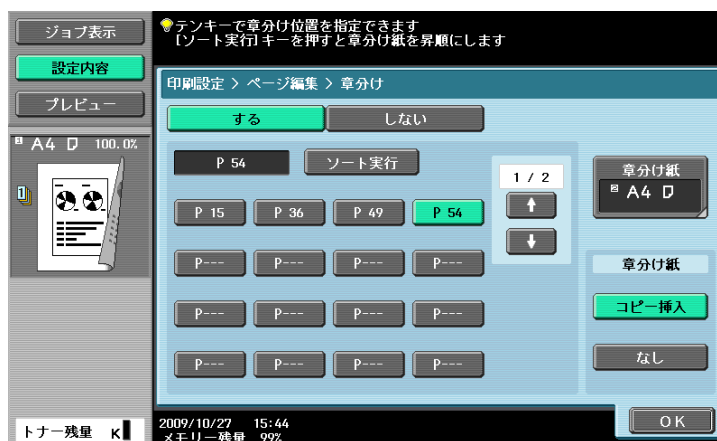 ジョブ表示
設定内容
プレビュー
A4 100.0%
トナー残量 K
テンキーで章分け位置を指定できます
[ソート実行]キーを押すと章分け紙を昇順にします
印刷設定 > ページ編集 > 章分け
する しない
P 54 ソート実行
1 / 2
P 15 P 36 P 49 P 54
P--- P--- P--- P---
P--- P--- P--- P---
P--- P--- P--- P---
章分け紙
A4
章分け紙
コピー挿入
なし
2009/10/27 15:44
メモリー残量 99%
OK